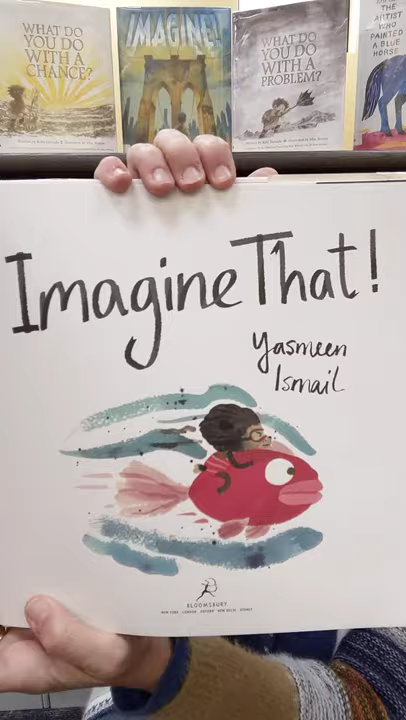 WHAT DO
YOU DO
WITH A
CHANCE?
IMAGINE!
WHAT DO
YOU DO
WITH A
PROBLEM?
THE
ARTIST
WHO
PAINTED
A BLUE
HORSE
Imagine That!
Yasmeen
Ismail
BLOOMSBURY
NEW YORK LONDON OXFORD NEW DELHI SYDNEY